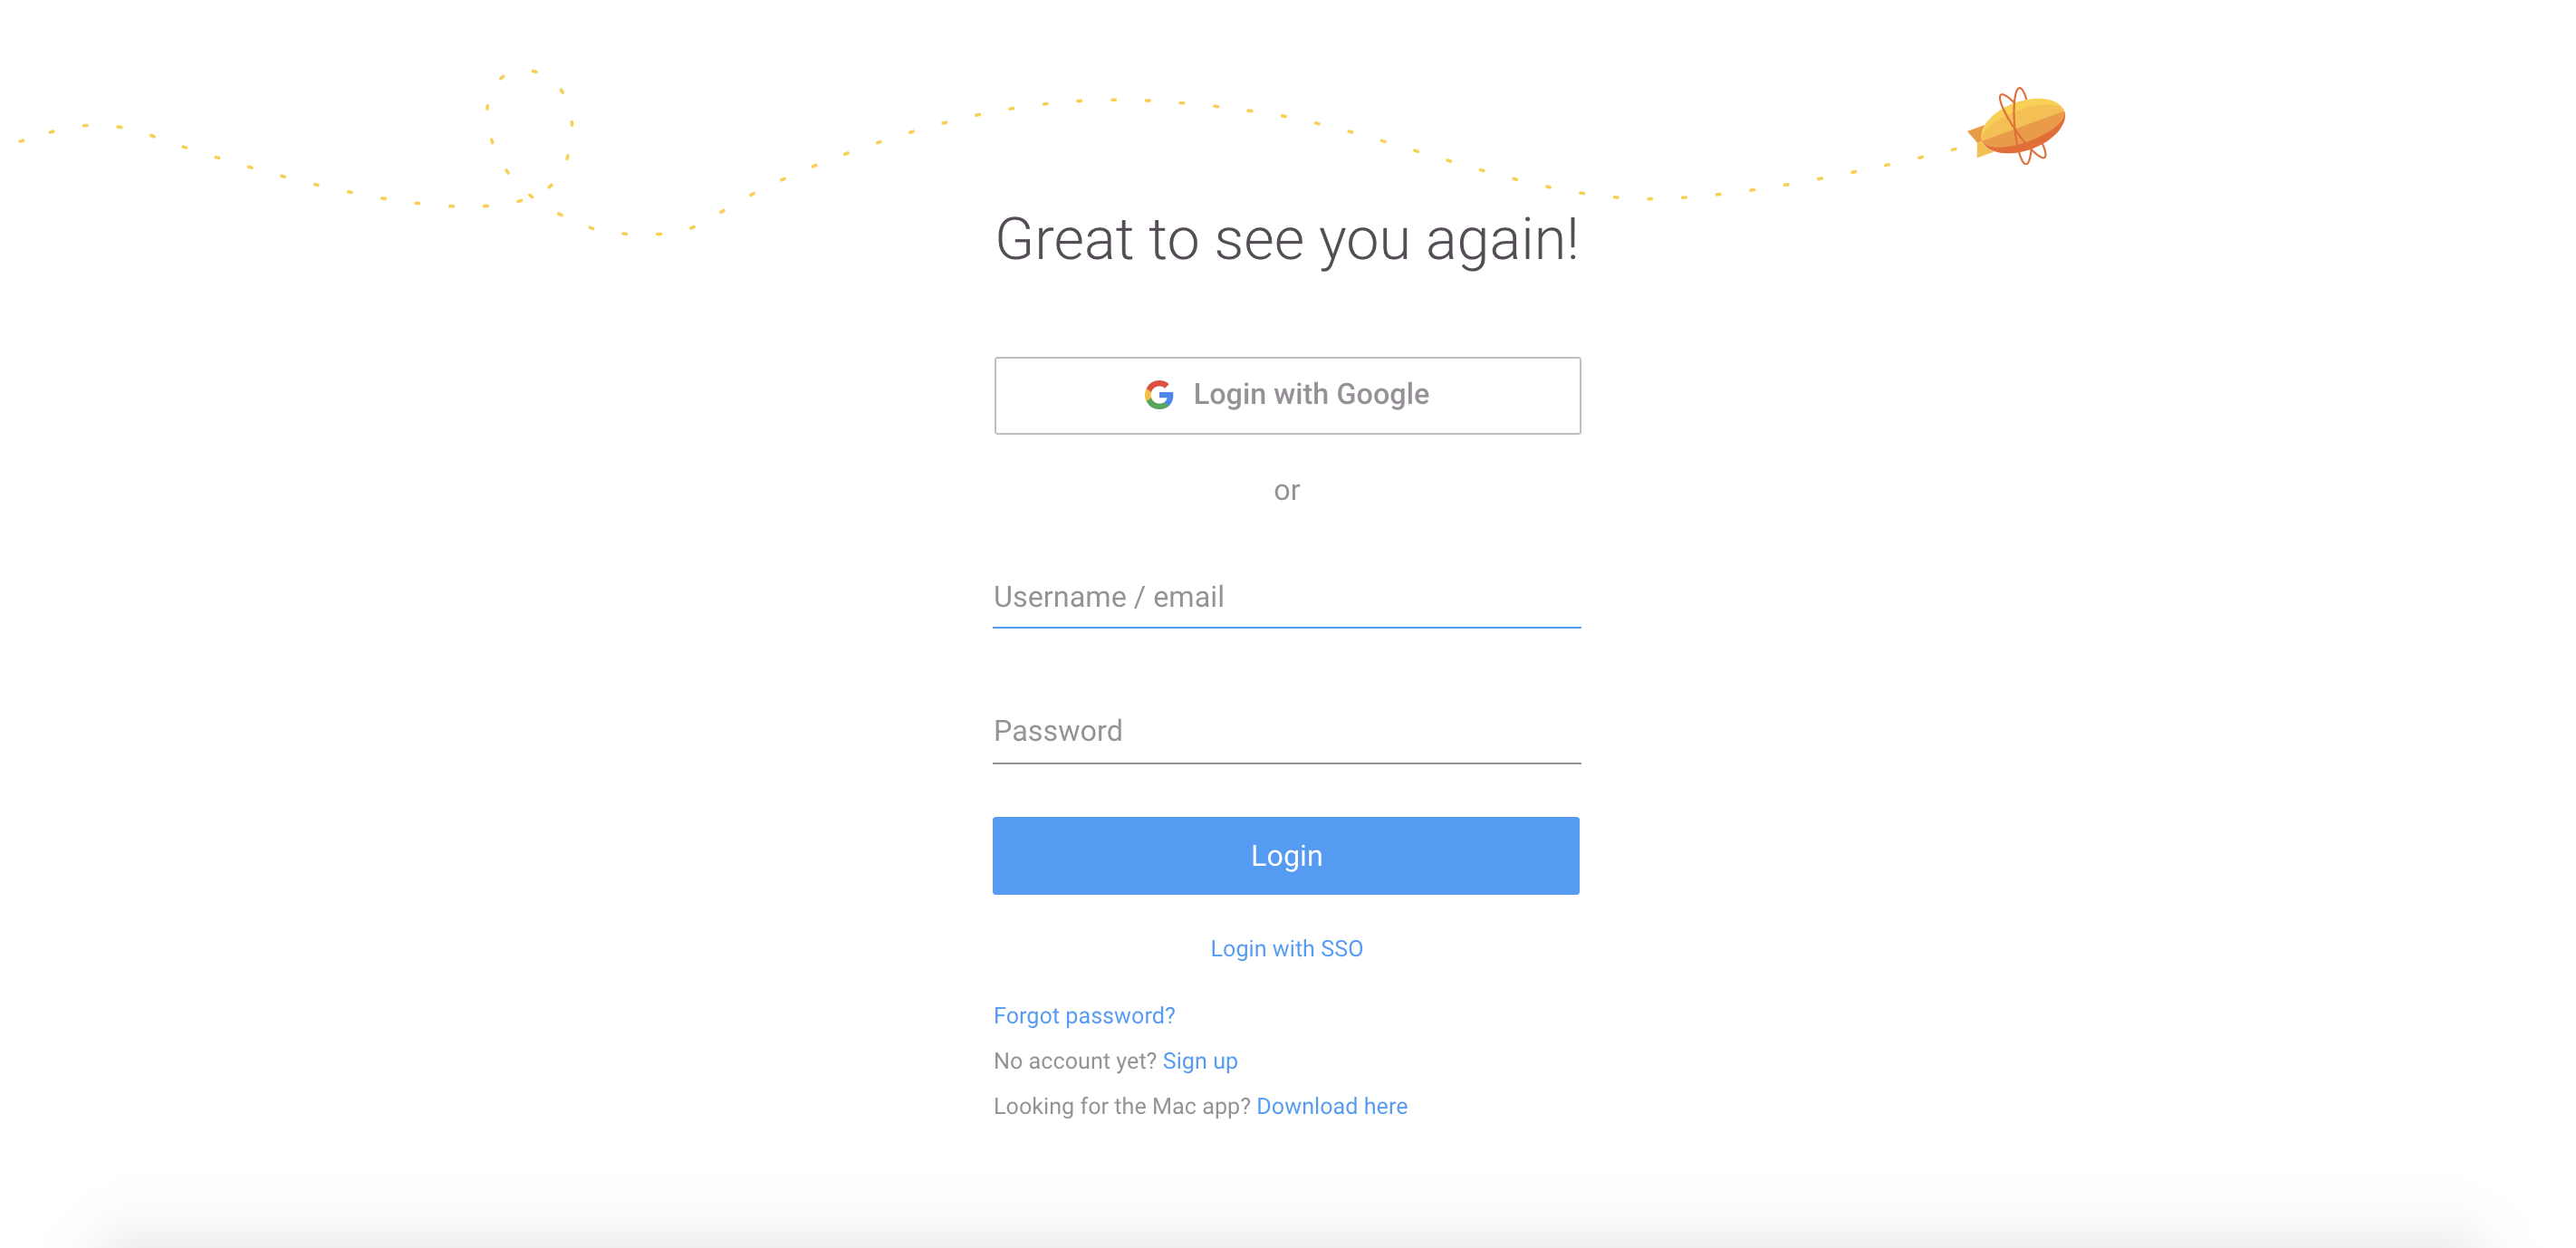 Great to see you again!
Login with Google
or
Username / email
Password
Login
Login with SSO
Forgot password?
No account yet? Sign up
Looking for the Mac app? Download here